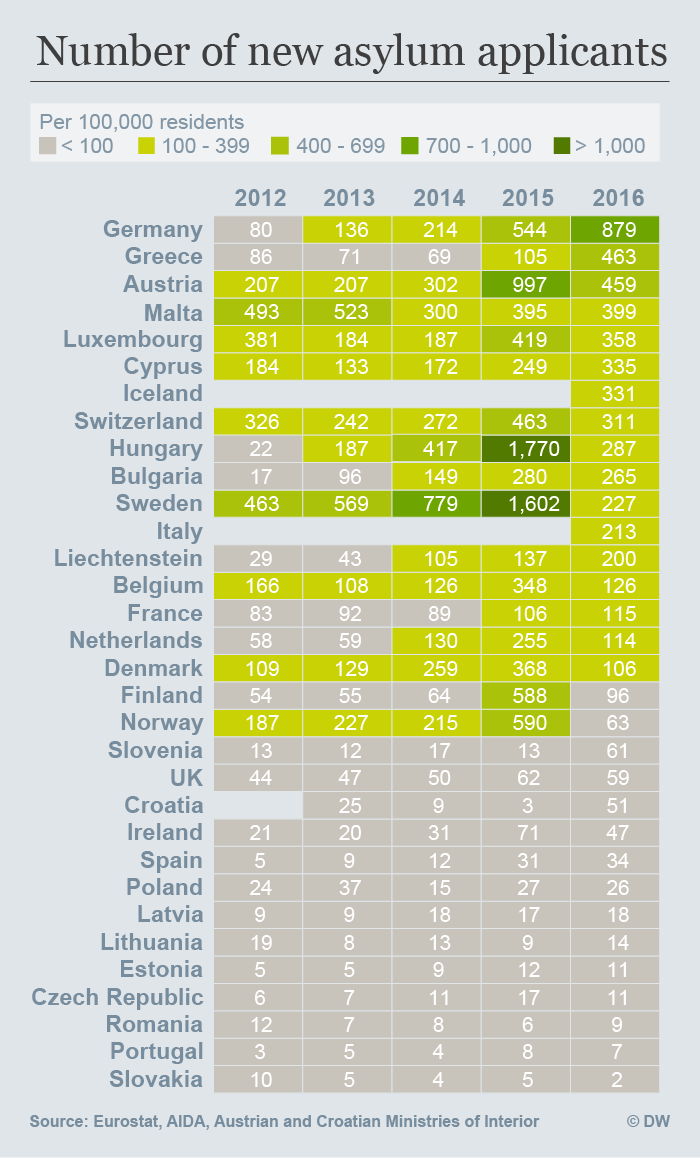 Number of new asylum applicants
Per 100,000 residents
< 100 100 - 399 400 - 699 700 - 1,000 > 1,000
2012 2013 2014 2015 2016
Germany 80 136 214 544 879
Greece 86 71 69 105 463
Austria 207 207 302 997 459
Malta 493 523 300 395 399
Luxembourg 381 184 187 419 358
Cyprus 184 133 172 249 335
Iceland 331
Switzerland 326 242 272 463 311
Hungary 22 187 417 1,770 287
Bulgaria 17 96 149 280 265
Sweden 463 569 779 1,602 227
Italy 213
Liechtenstein 29 43 105 137 200
Belgium 166 108 126 348 126
France 83 92 89 106 115
Netherlands 58 59 130 255 114
Denmark 109 129 259 368 106
Finland 54 55 64 588 96
Norway 187 227 215 590 63
Slovenia 13 12 17 13 61
UK 44 47 50 62 59
Croatia 25 9 3 51
Ireland 21 20 31 71 47
Spain 5 9 12 31 34
Poland 24 37 15 27 26
Latvia 9 9 18 17 18
Lithuania 19 8 13 9 14
Estonia 5 5 9 12 11
Czech Republic 6 7 11 17 11
Romania 12 7 8 6 9
Portugal 3 5 4 8 7
Slovakia 10 5 4 5 2
Source: Eurostat, AIDA, Austrian and Croatian Ministries of Interior © DW